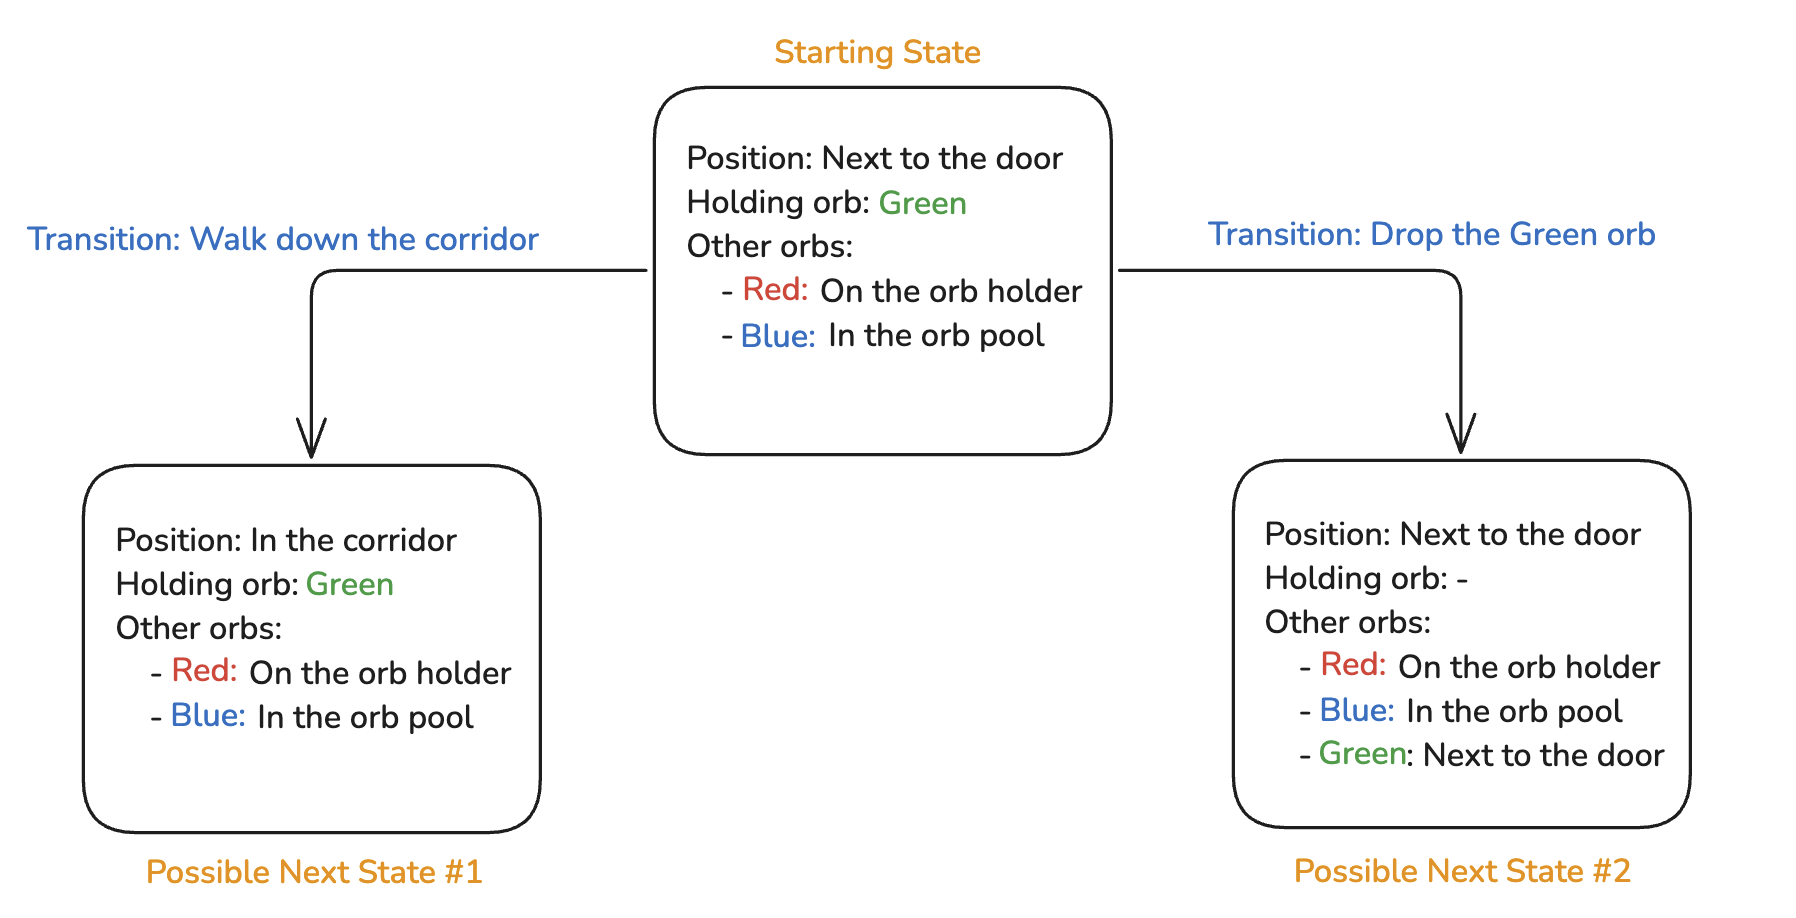 Starting State
Position: Next to the door
Holding orb: Green
Other orbs:
- Red: On the orb holder
- Blue: In the orb pool
Transition: Walk down the corridor
Transition: Drop the Green orb
Position: In the corridor
Holding orb: Green
Other orbs:
- Red: On the orb holder
- Blue: In the orb pool
Possible Next State #1
Position: Next to the door
Holding orb: -
Other orbs:
- Red: On the orb holder
- Blue: In the orb pool
- Green: Next to the door
Possible Next State #2